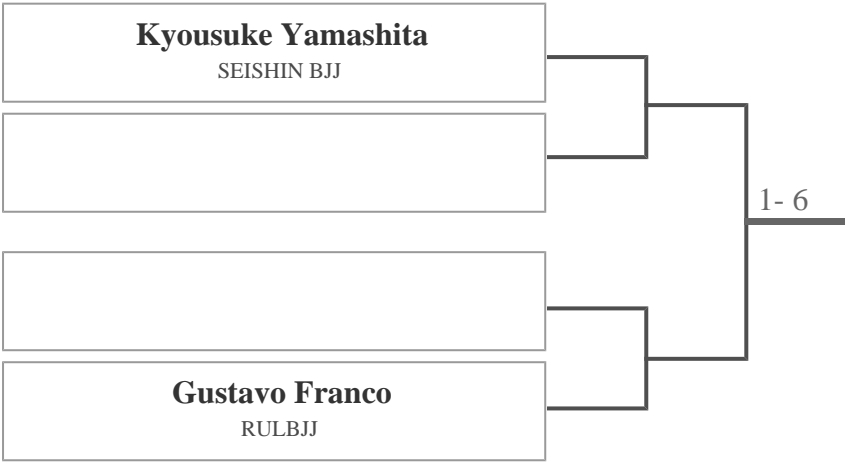 Kyousuke Yamashita
SEISHIN BJJ
1- 6
Gustavo Franco
RULBJJ